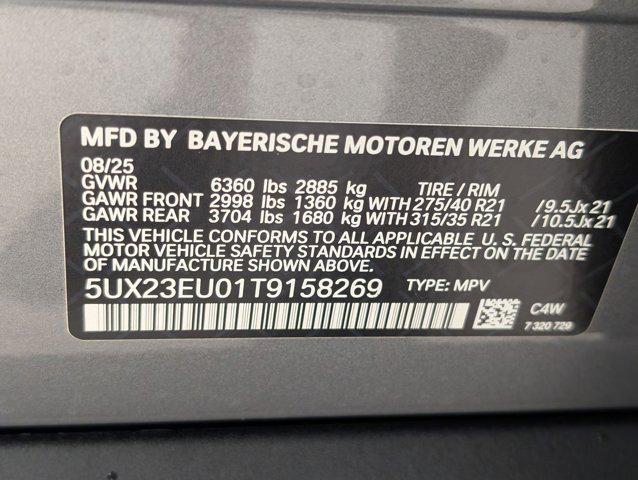 MFD BY BAYERISCHE MOTOREN WERKE AG
08/25
GVWR 6360 lbs 2885 kg TIRE / RIM
GAWR FRONT 2998 lbs 1360 kg WITH 275/40 R21 /9.5Jx21
GAWR REAR 3704 lbs 1680 kg WITH 315/35 R21 /10.5Jx21
THIS VEHICLE CONFORMS TO ALL APPLICABLE U. S. FEDERAL
MOTOR VEHICLE SAFETY STANDARDS IN EFFECT ON THE DATE
OF MANUFACTURE SHOWN ABOVE.
5UX23EU01T9158269 TYPE: MPV
C4W
7 320 729